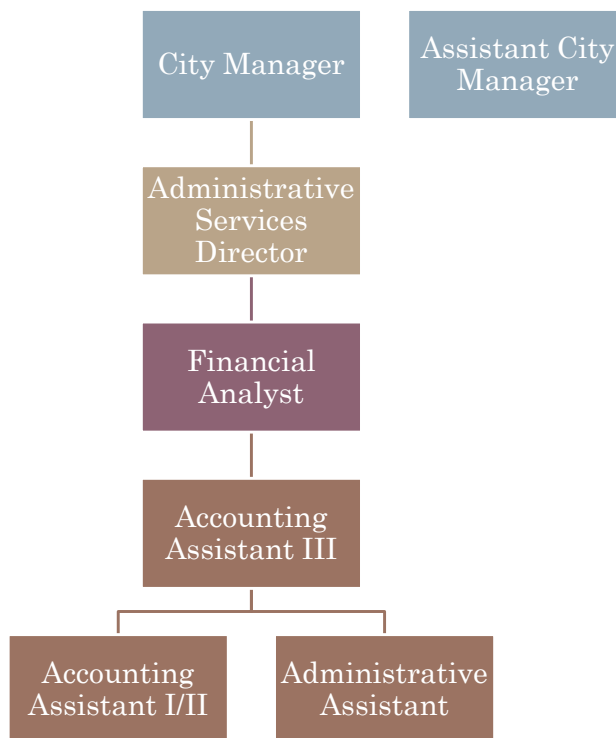 City Manager
Assistant City
Manager
Administrative
Services
Director
Financial
Analyst
Accounting
Assistant III
Accounting
Assistant I/II
Administrative
Assistant